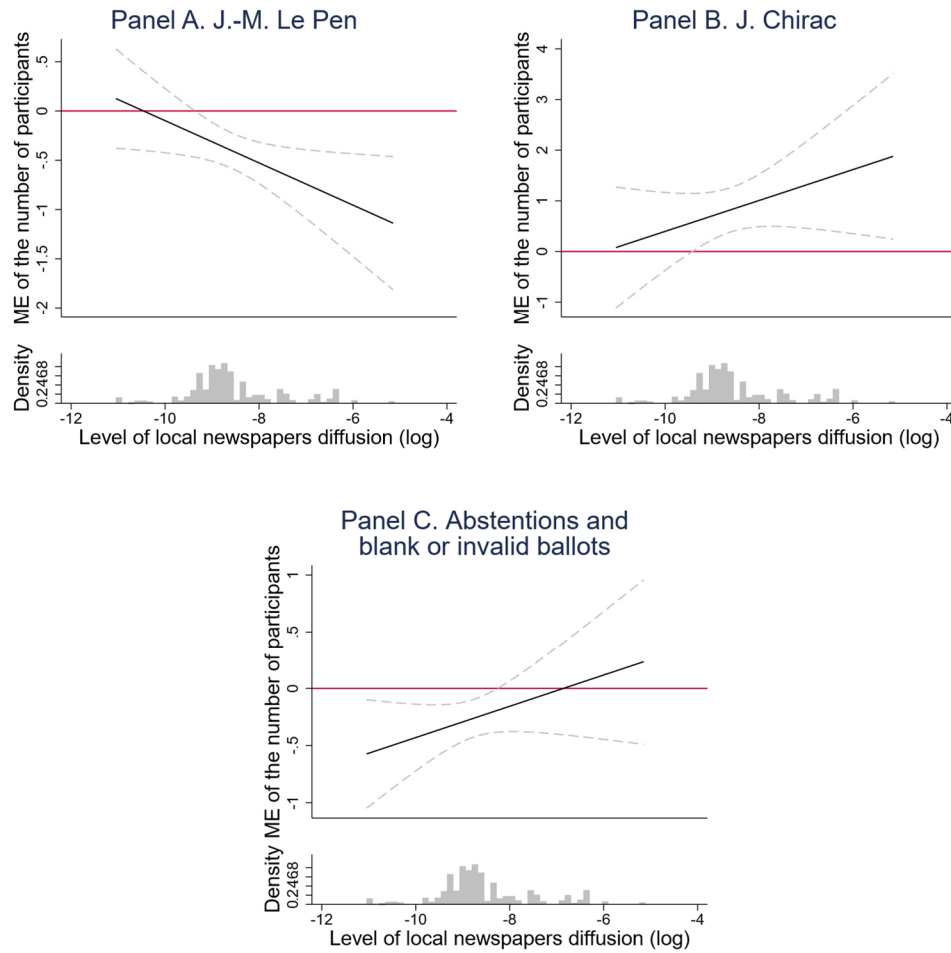 Panel A. J.-M. Le Pen
ME of the number of participants
.5
0
-.5
-1
-1.5
-2
Density
0.2468
-12 -10 -8 -6 -4
Level of local newspapers diffusion (log)
Panel B. J. Chirac
ME of the number of participants
4
3
2
1
0
-1
Density
0.2468
-12 -10 -8 -6 -4
Level of local newspapers diffusion (log)
Panel C. Abstentions and
blank or invalid ballots
ME of the number of participants
1
.5
0
-.5
-1
Density
0.2468
-12 -10 -8 -6 -4
Level of local newspapers diffusion (log)